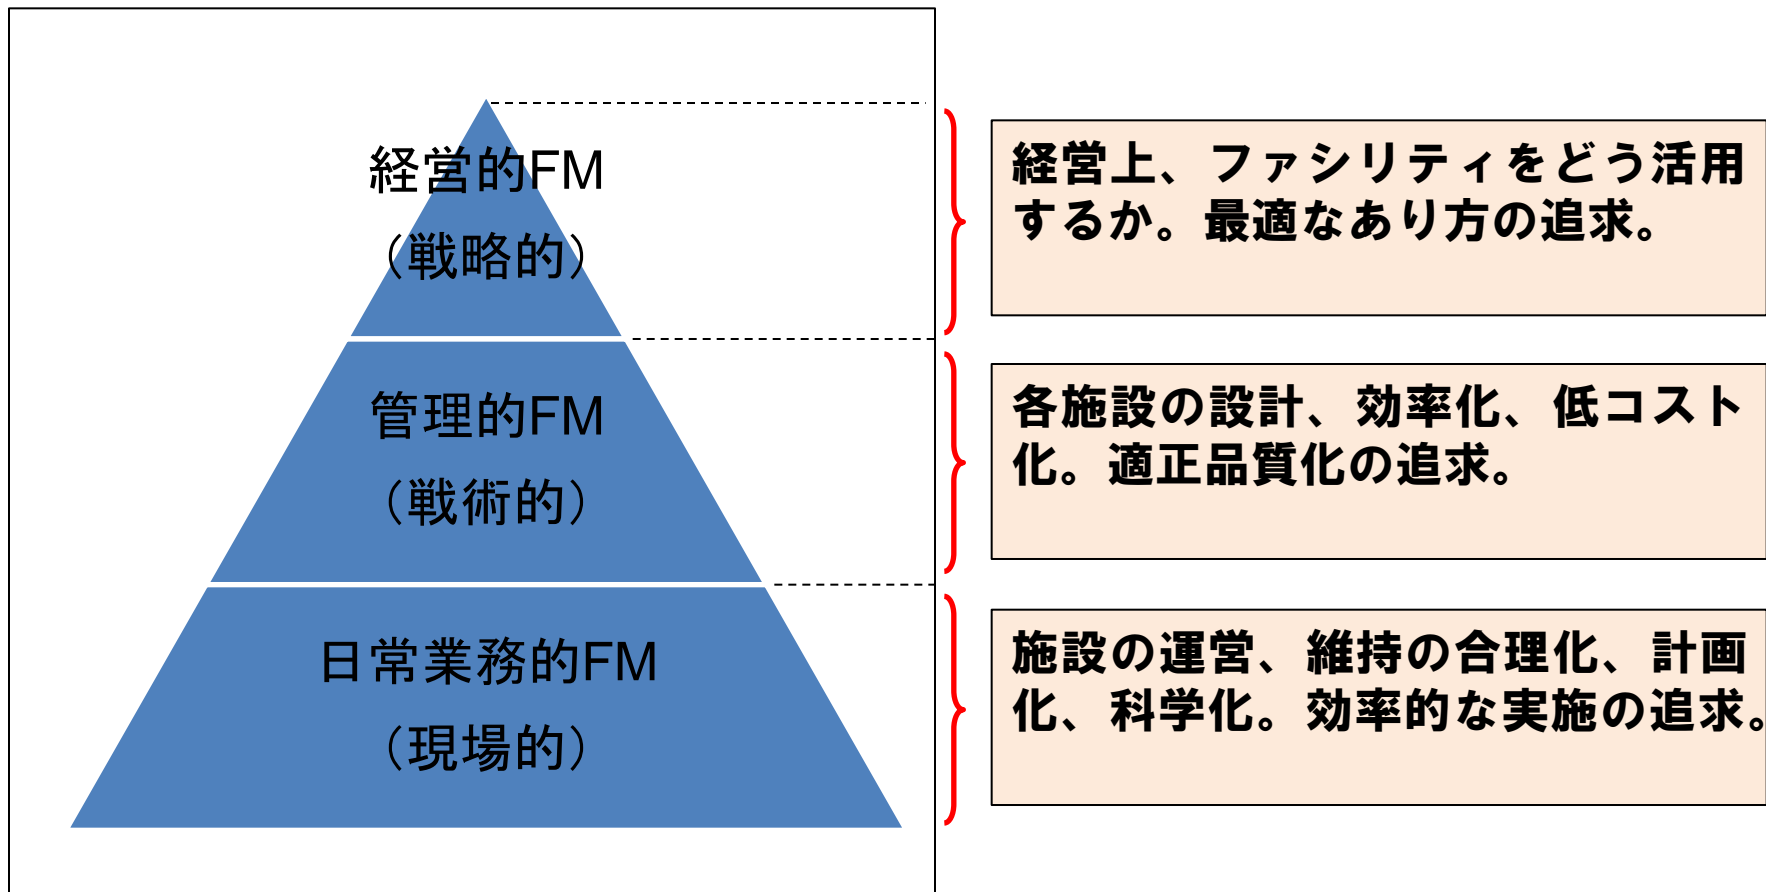 経営的FM
（戦略的）
経営上、ファシリティをどう活用
するか。最適なあり方の追求。
管理的FM
（戦術的）
各施設の設計、効率化、低コスト
化。適正品質化の追求。
日常業務的FM
（現場的）
施設の運営、維持の合理化、計画
化、科学化。効率的な実施の追求。